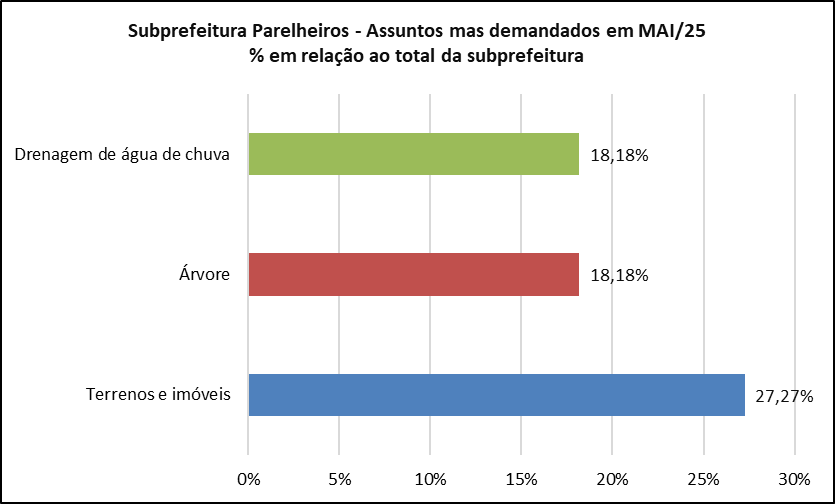 Subprefeitura Parelheiros - Assuntos mas demandados em MAI/25
% em relação ao total da subprefeitura
Drenagem de água de chuva
18,18%
Árvore
18,18%
Terrenos e imóveis
27,27%
0%
5%
10%
15%
20%
25%
30%